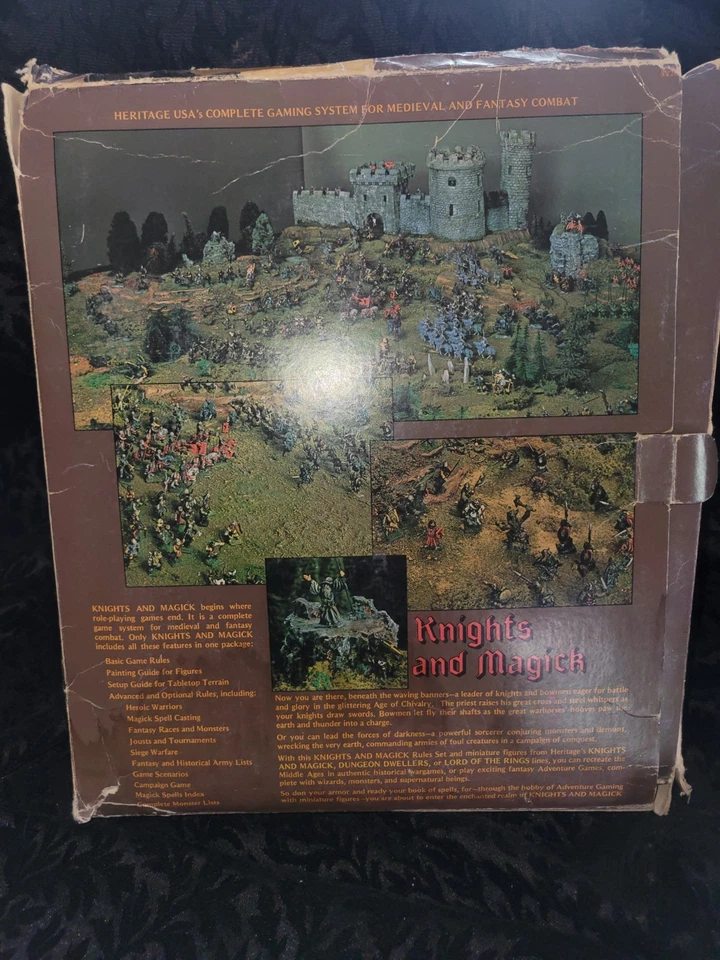 HERITAGE USA's COMPLETE GAMING SYSTEM FOR MEDIEVAL AND FANTASY COMBAT
KNIGHTS AND MAGICK begins where
role-playing games end. It is a complete
game system for medieval and fantasy
combat. Only KNIGHTS AND MAGICK
includes all these features in one package:
Basic Game Rules
Painting Guide for Figures
Setup Guide for Tabletop Terrain
Advanced and Optional Rules, including:
Heroic Warriors
Magick Spell Casting
Fantasy Races and Monsters
Jousts and Tournaments
Siege Warfare
Fantasy and Historical Army Lists
Game Scenarios
Campaign Game
Magick Spells Index
Complete Monster Lists
Knights
and Magick
Now you are there, beneath the waving banners—a leader of knights and bowmen eager for battle
and glory in the glittering Age of Chivalry. The priest raises his great cross and steel whispers as
your knights draw swords. Bowmen let fly their shafts as the great warhorses' hooves paw the
earth and thunder into a charge.
Or you can lead the forces of darkness—a powerful sorcerer conjuring monsters and demons,
wrecking the very earth, commanding armies of foul creatures in a campaign of conquest.
With this KNIGHTS AND MAGICK Rules Set and miniature figures from Heritage's KNIGHTS
AND MAGICK, DUNGEON DWELLERS, or LORD OF THE RINGS lines, you can recreate the
Middle Ages in authentic historical wargames, or play exciting fantasy Adventure Games, com-
plete with wizards, monsters, and supernatural beings.
So don your armor and ready your book of spells, for—through the hobby of Adventure Gaming
with miniature figures—you are about to enter the enchanted realm of KNIGHTS AND MAGICK